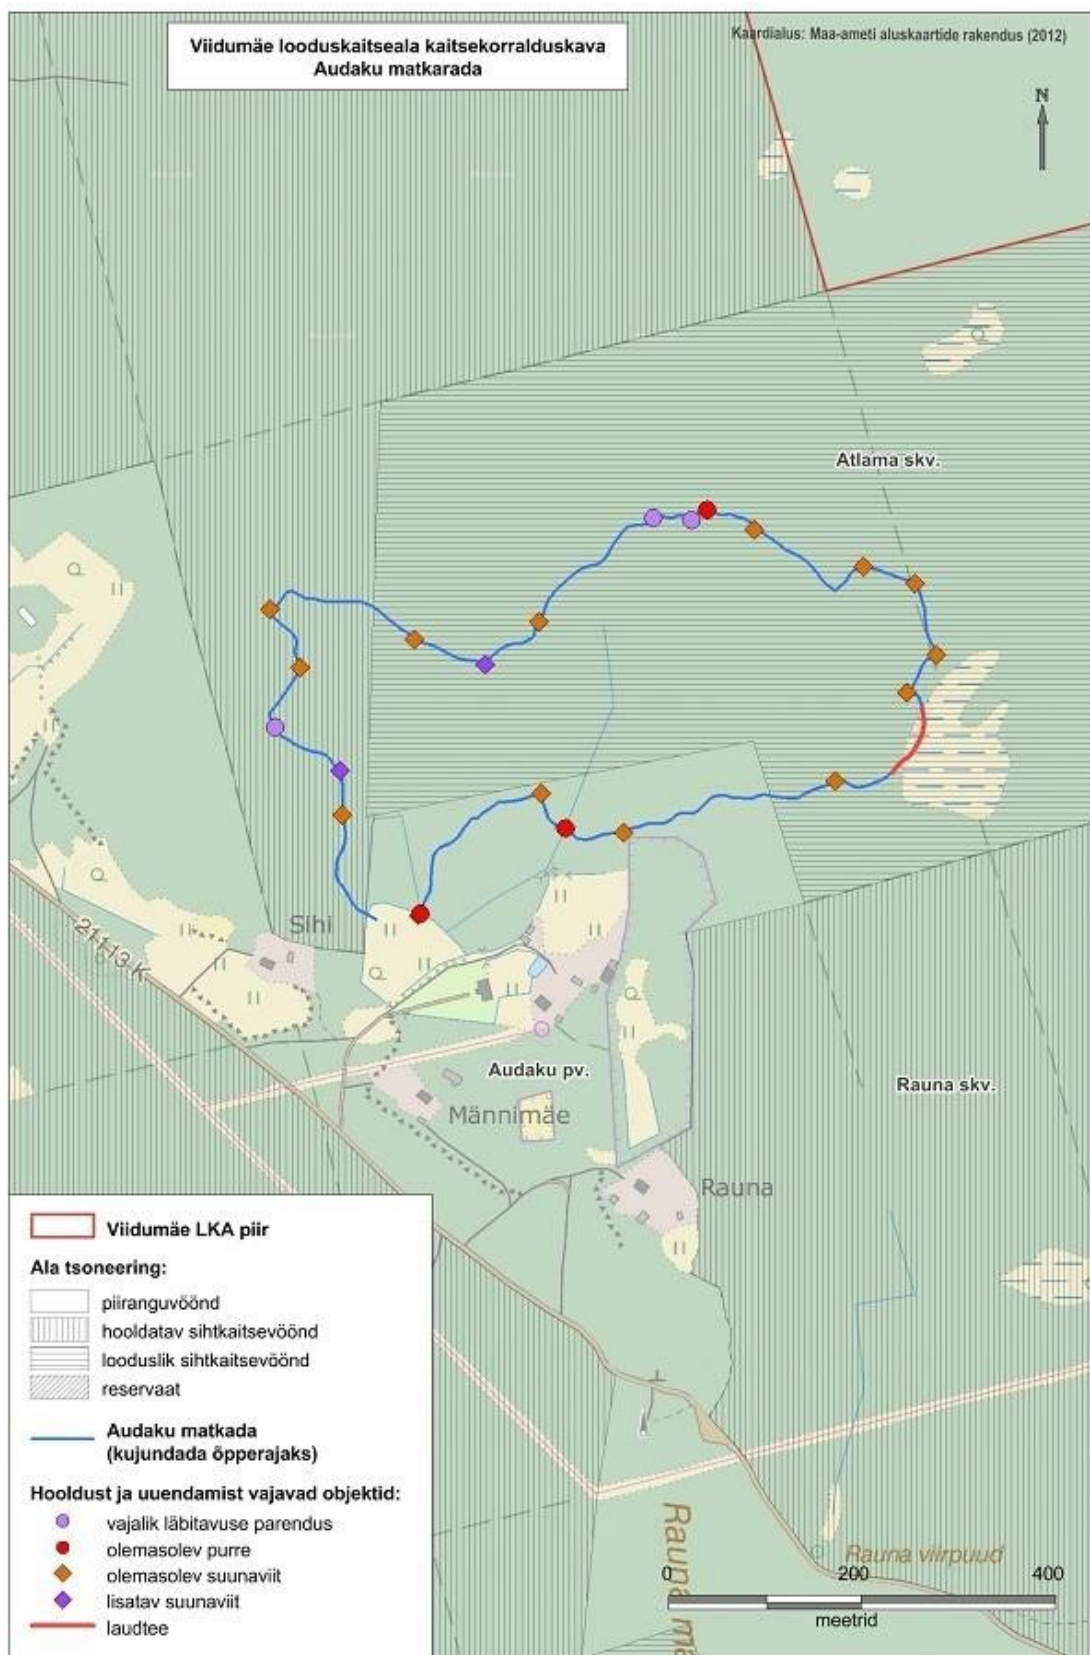 Viidumäe looduskaitseala kaitsekorralduskava
Audaku matkarada
Kaardialus: Maa-ameti aluskaartide rakendus (2012)
N
Atlama skv.
Sihi
21113 K
Audaku pv.
Rauna skv.
Männimäe
Rauna
Viidumäe LKA piir
Ala tsoneering:
piiranguvöönd
hooldatav sihtkaitsevöönd
looduslik sihtkaitsevöönd
reservaat
Audaku matkada
(kujundada õpperajaks)
Hooldust ja uuendamist vajavad objektid:
vajalik läbitavuse parendus
olemasolev purre
olemasolev suunaviit
lisatav suunaviit
laudtee
Rauna
Rauna viirpuud
0 200 400
meetrid